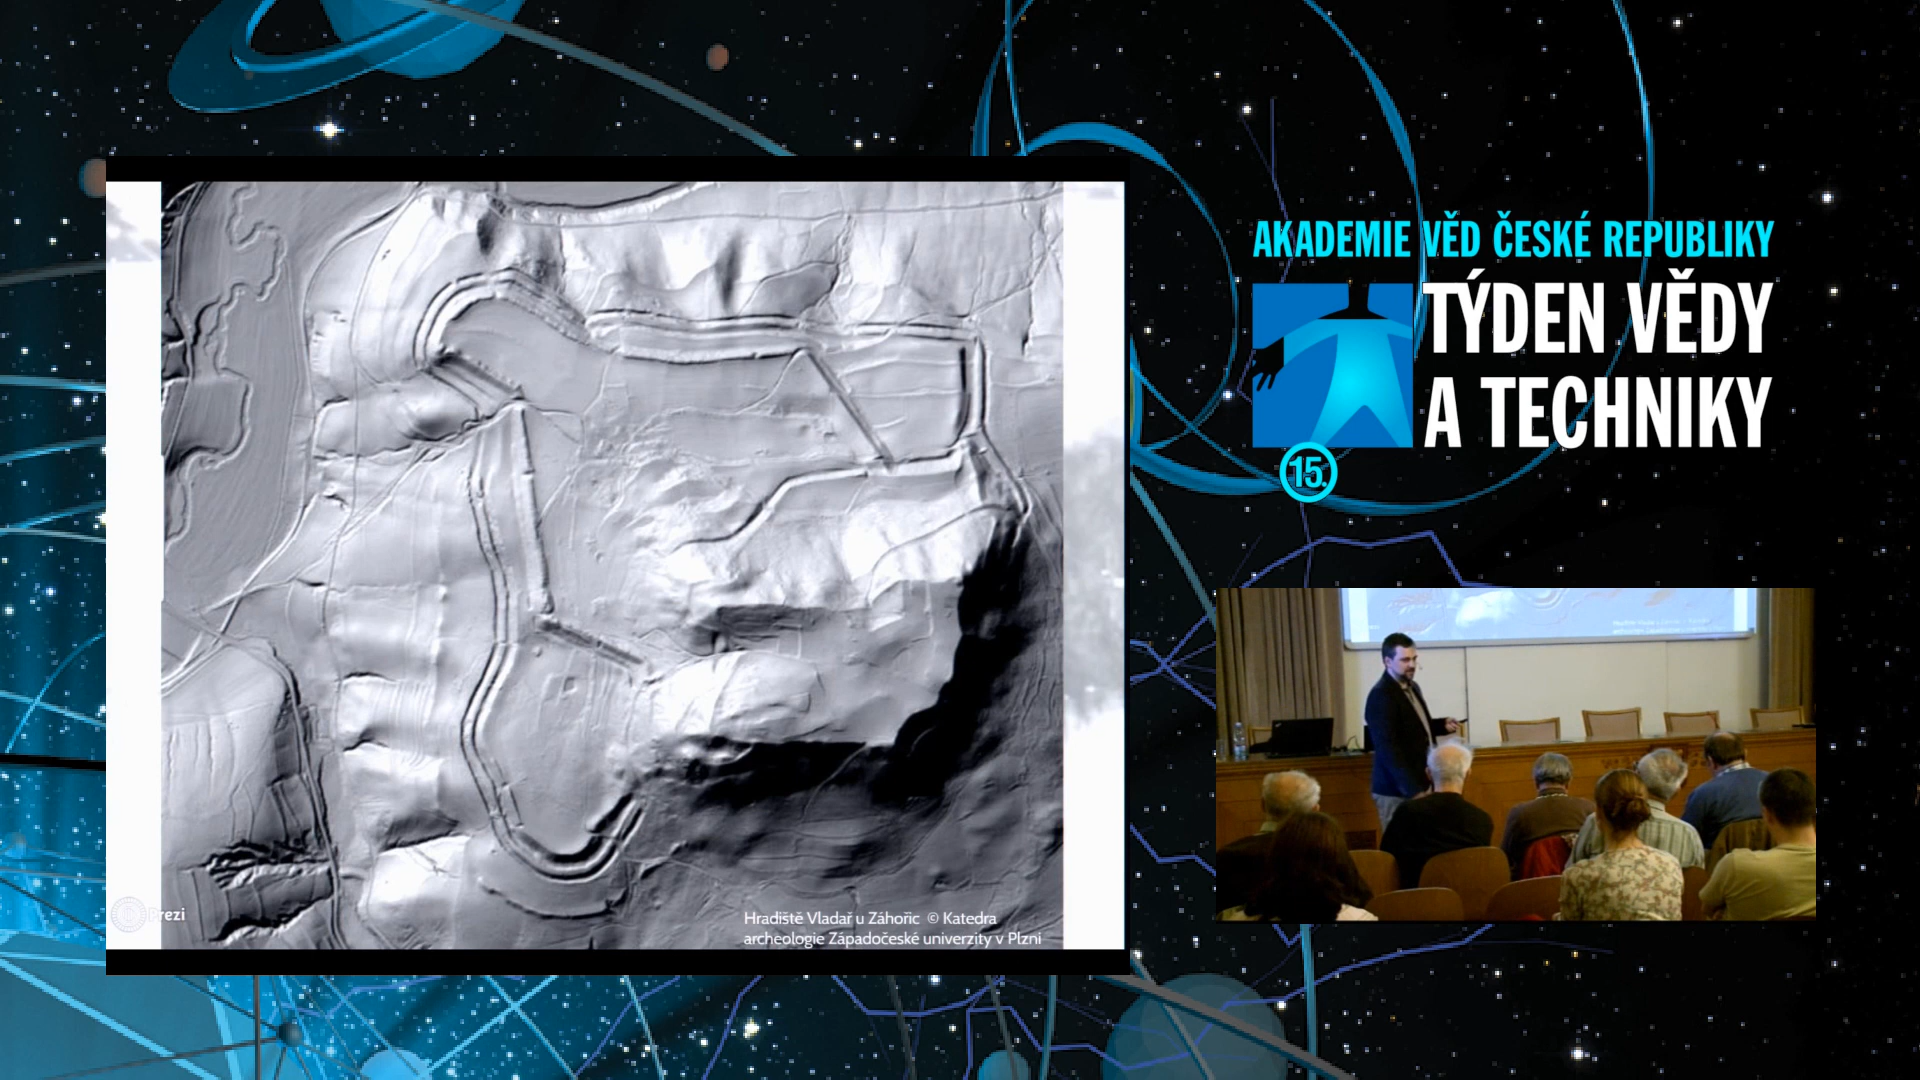 AKADEMIE VĚD ČESKÉ REPUBLIKY
TÝDEN VĚDY
A TECHNIKY
15.
Prezi
Hradiště Vladař u Záhořic © Katedra
archeologie Západočeské univerzity v Plzni